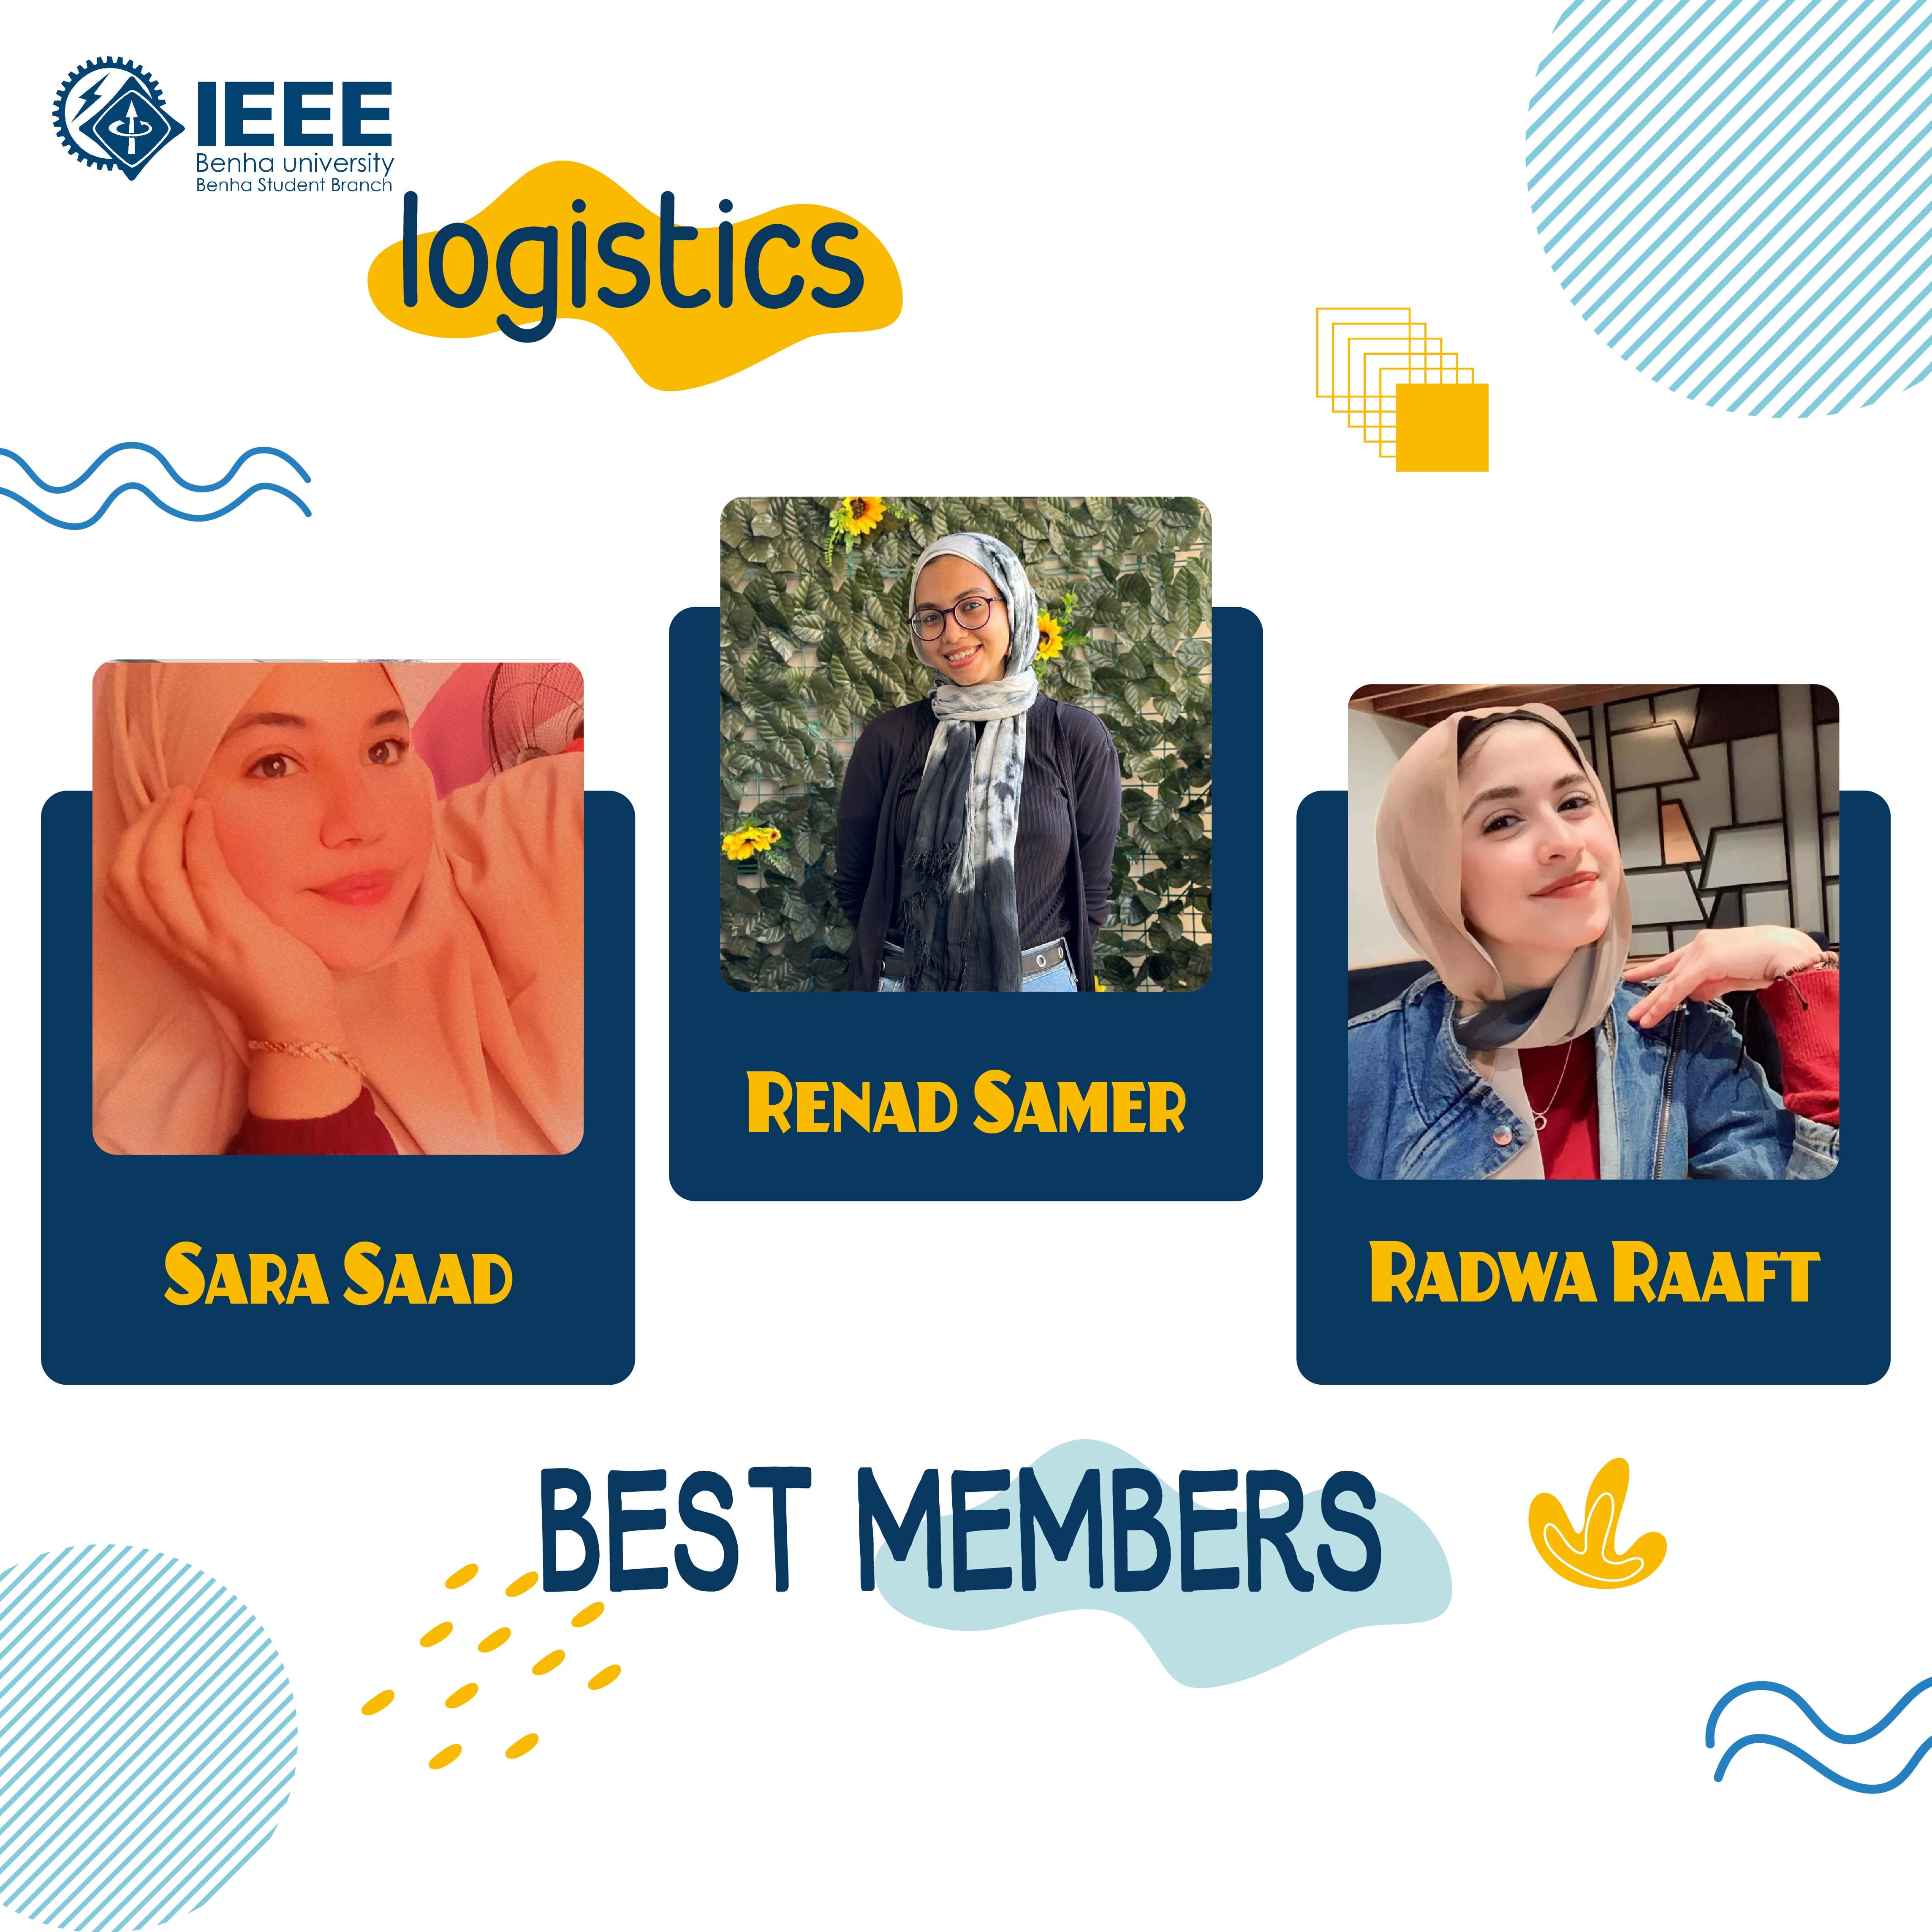 IEEE
Benha university
Benha Student Branch
logistics
Renad Samer
Sara Saad
Radwa Raaft
BEST MEMBERS